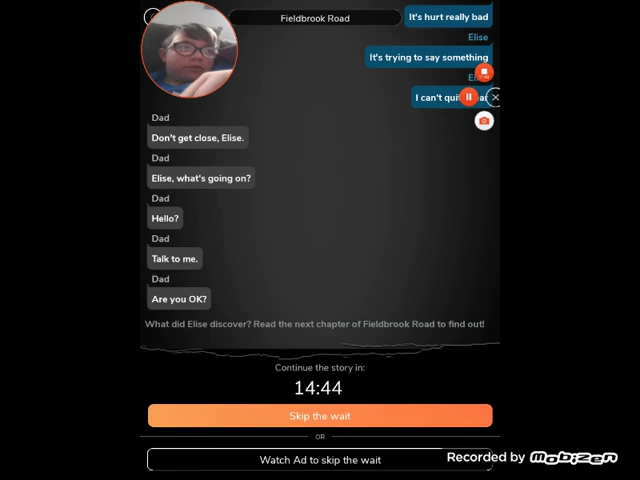 Fieldbrook Road
It's hurt really bad
Elise
It's trying to say something
I can't
Dad
Don't get close, Elise.
Dad
Elise, what's going on?
Dad
Hello?
Dad
Talk to me.
Dad
Are you OK?
What did Elise discover? Read the next chapter of Fieldbrook Road to find out!
Continue the story in:
14:44
Skip the wait
OR
Watch Ad to skip the wait
Recorded by Mobizen